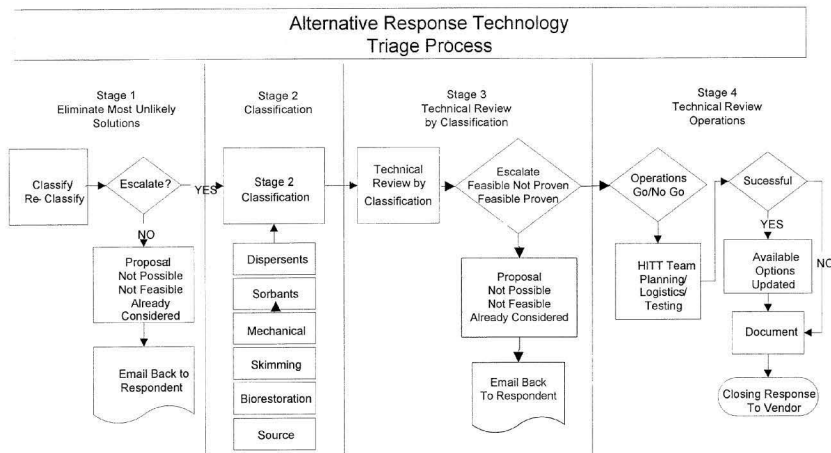 Alternative Response Technology
Triage Process
Stage 1
Eliminate Most Unlikely
Solutions
Classify
Re- Classify
Escalate?
YES
NO
Proposal
Not Possible
Not Feasible
Already
Considered
Email Back to
Respondent
Stage 2
Classification
Stage 2
Classification
Dispersents
Sorbants
Mechanical
Skimming
Biorestoration
Source
Stage 3
Technical Review
by Classification
Technical
Review by
Classification
Escalate
Feasible Not Proven
Feasible Proven
Proposal
Not Possible
Not Feasible
Already Considered
Email Back
To Respondent
Stage 4
Technical Review
Operations
Operations
Go/No Go
HITT Team
Planning/
Logistics/
Testing
Sucessful
YES
NO
Available
Options
Updated
Document
Closing Response
To Vendor